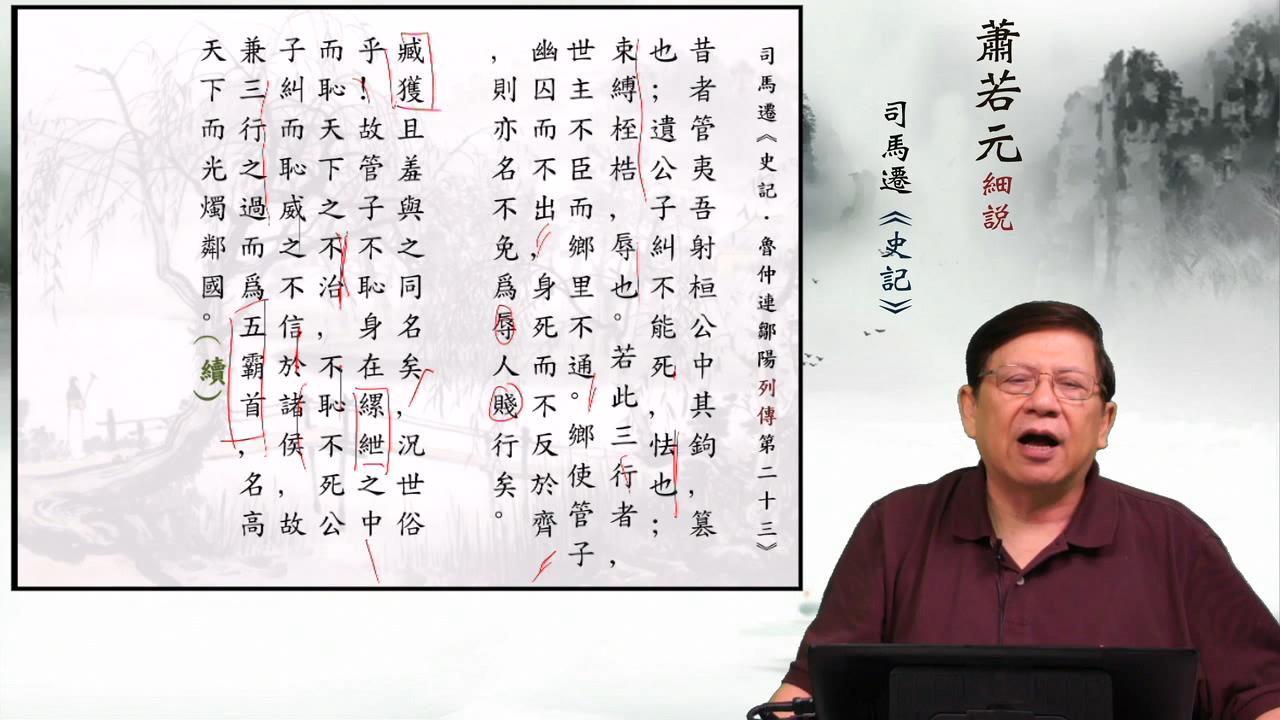 蕭若元細説
司馬遷《史記》
司馬遷《史記·魯仲連鄒陽列傳第二十三》
昔者管夷吾射桓公中其鉤，篡
也；遺公子糾不能死，怯也；
束縛桎梏，辱也。若此三行者，
世主不臣而鄉里不通。鄉使管子
幽囚而不出，身死而不反於齊
，則亦名不免爲辱人賤行矣。
臧獲且羞與之同名矣，況世俗
乎！故管子不恥身在縲紲之中
而恥天下之不治，不恥不死公
子糾而恥威之不信於諸侯，故
兼三行之過而爲五霸首，名高
天下而光燭鄰國。（續）